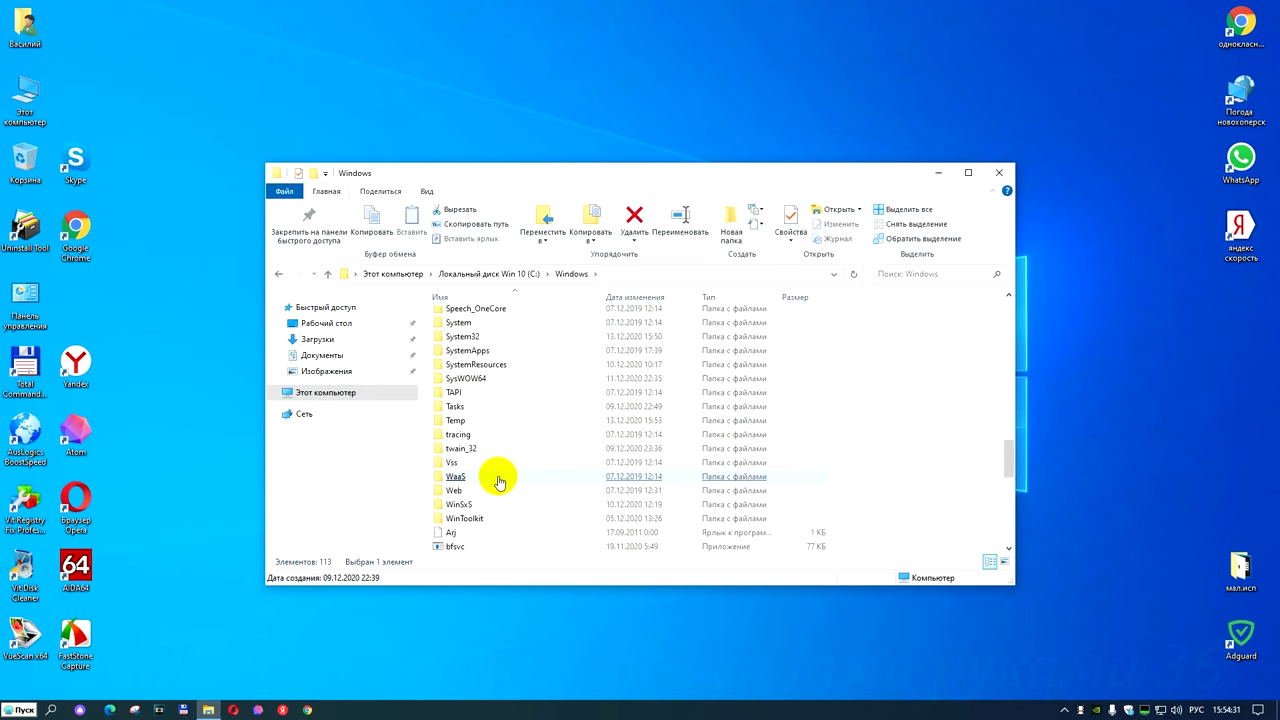 Василий
Этот
компьютер
Корзина
Skype
Uninstall Tool
Google
Chrome
Панель
управления
Total
Command...
Yandex
AusLogics
BoostSpeed
Atom
Vit Registry
Fix Profes...
Браузер
Opera
Vit Disk
Cleaner
64
AIDA64
VueScan x64
FastStone
Capture
Windows
Файл
Главная
Поделиться
Вид
Закрепить на панели
быстрого доступа
Копировать
Вставить
Вырезать
Скопировать путь
Вставить ярлык
Буфер обмена
Переместить
в
Копировать
в
Удалить
Переименовать
Упорядочить
Новая
папка
Создать
Свойства
Открыть
Изменить
Журнал
Открыть
Выделить все
Снять выделение
Обратить выделение
Выделить
Этот компьютер
Локальный диск Win 10 (C:)
Windows
Поиск: Windows
Быстрый доступ
Рабочий стол
Загрузки
Документы
Изображения
Этот компьютер
Сеть
Имя Дата изменения Тип Размер
Speech_OneCore 07.12.2019 12:14 Папка с файлами
System 07.12.2019 12:14 Папка с файлами
System32 13.12.2020 15:50 Папка с файлами
SystemApps 07.12.2019 17:39 Папка с файлами
SystemResources 10.12.2020 10:17 Папка с файлами
SysWOW64 11.12.2020 22:35 Папка с файлами
TAPI 07.12.2019 12:14 Папка с файлами
Tasks 09.12.2020 22:49 Папка с файлами
Temp 13.12.2020 15:53 Папка с файлами
tracing 07.12.2019 12:14 Папка с файлами
twain_32 09.12.2020 23:36 Папка с файлами
Vss 07.12.2019 12:14 Папка с файлами
WaaS 07.12.2019 12:14 Папка с файлами
Web 07.12.2019 12:31 Папка с файлами
WinSxS 10.12.2020 12:19 Папка с файлами
WinToolkit 05.12.2020 13:26 Папка с файлами
Arj 17.09.2011 0:00 Ярлык к програм... 1 КБ
bfsvc 19.11.2020 5:49 Приложение 77 КБ
Элементов: 113 Выбран 1 элемент
Дата создания: 09.12.2020 22:39
Компьютер
однокласн...
Погода
новохоперск
WhatsApp
яндекс
скорость
мал.исп
Adguard
Пуск
РУС
15:54:31